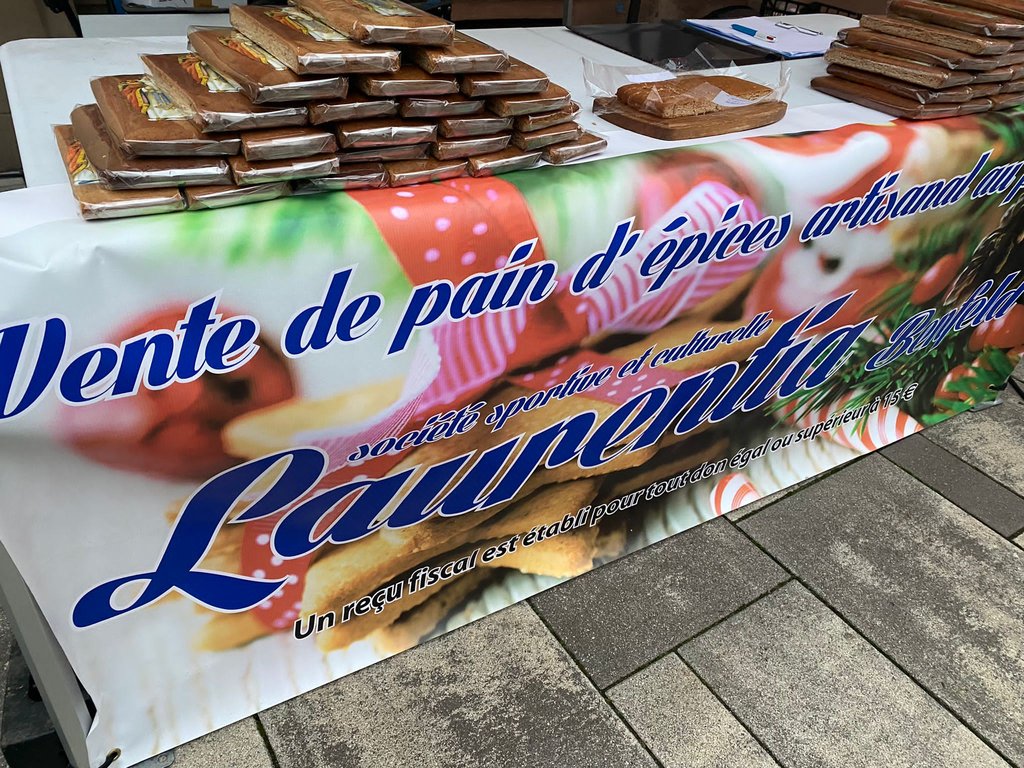 Vente de pain d'épices artisanal au
société sportive et culturelle
Laurentia Benfeld
Un reçu fiscal est établi pour tout don égal ou supérieur à 15 €